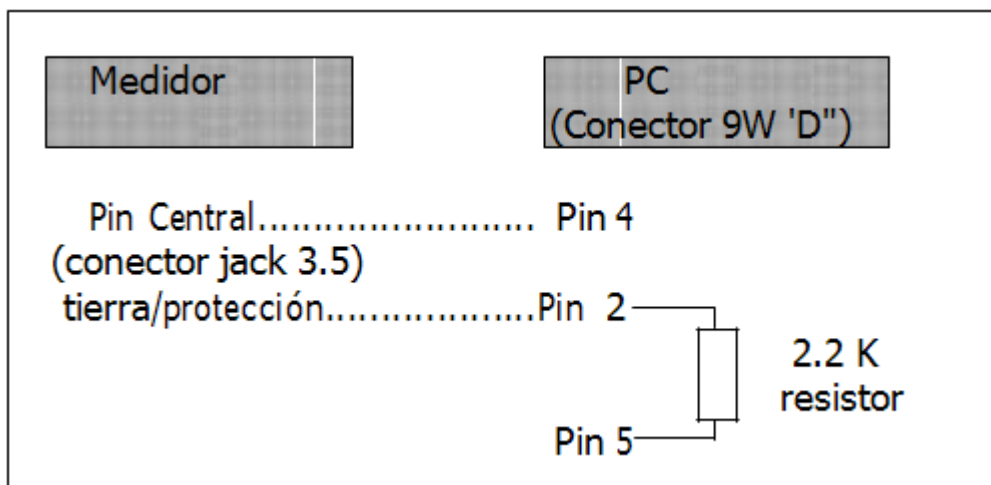 Medidor
PC
(Conector 9W 'D")
Pin Central.......................... Pin 4
(conector jack 3.5)
tierra/protección...................Pin 2
2.2 K
resistor
Pin 5